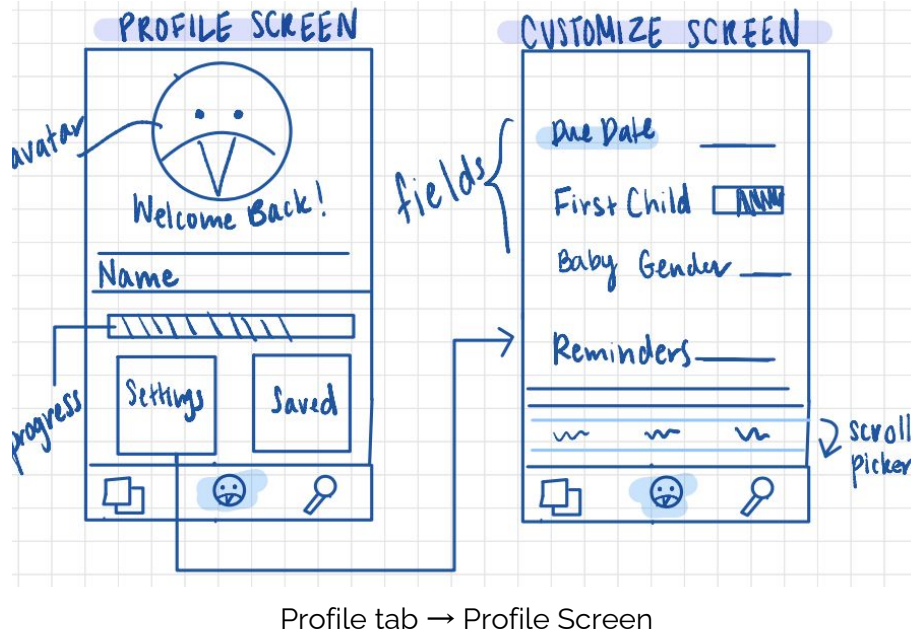 PROFILE SCREEN
avatar
Welcome Back!
Name
progress
Settings
Saved
CUSTOMIZE SCREEN
fields
Due Date
First Child
Baby Gender
Reminders
scroll
picker
Profile tab → Profile Screen